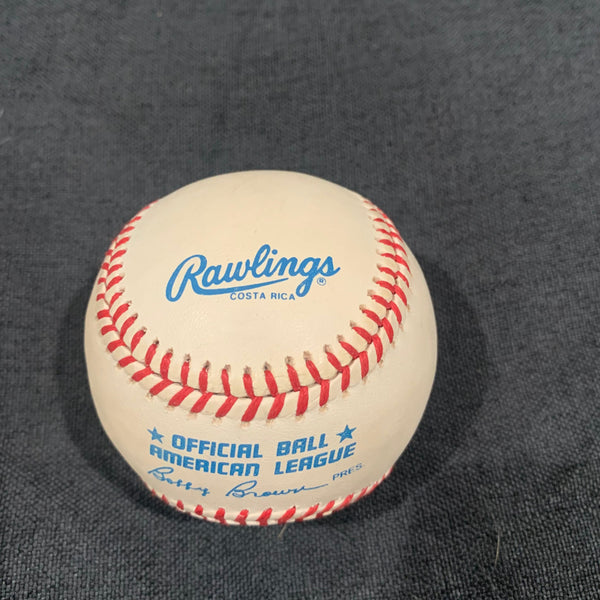 Rawlings®
COSTA RICA
★ OFFICIAL BALL ★
AMERICAN LEAGUE
Bobby Brown PRES.